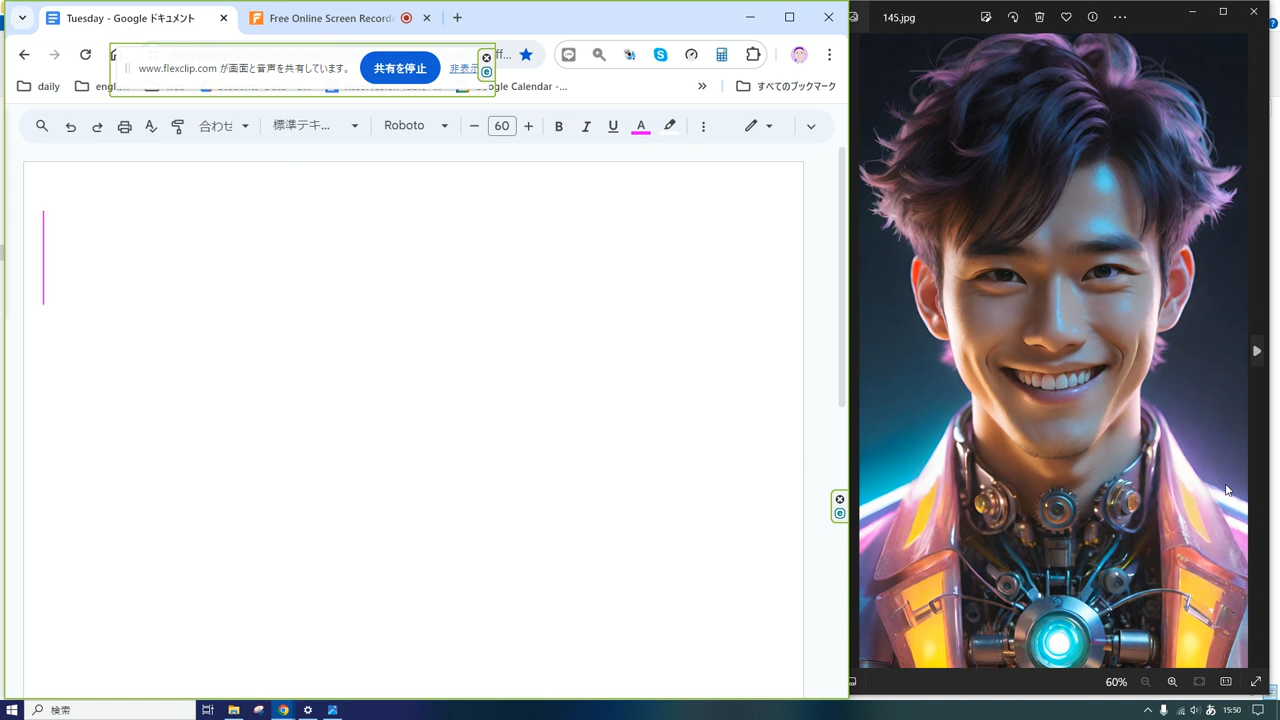 Tuesday - Google ドキュメント
Free Online Screen Record
145.jpg
ff...
www.flexclip.com が画面と音声を共有しています。
共有を停止
非表示
daily
Google Calendar -...
すべてのブックマーク
合わせ
標準テキ...
Roboto
60
B
I
U
A
60%
検索
あ
15:50